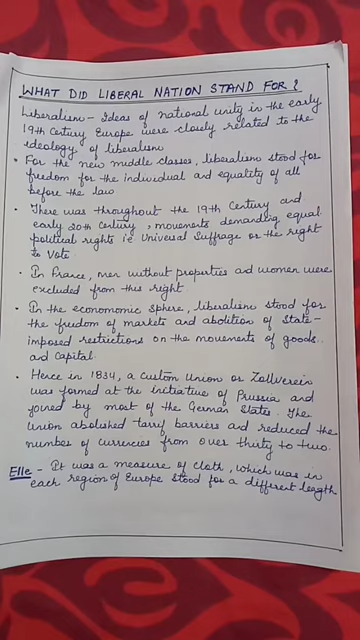 WHAT DID LIBERAL NATION STAND FOR?
Liberalism - Ideas of national unity in the early
19th Century Europe were closely related to the
ideology of liberalism
• For the new middle classes, liberalism stood for
freedom for the individual and equality of all
before the law
• There was throughout the 19th Century and
early 20th Century, movements demanding equal
political rights ie Universal Suffrage or the right
to Vote.
• In France, men without properties and women were
excluded from this right.
• In the economomic sphere, liberalism stood for
the freedom of markets and abolition of State-
imposed restrictions on the movements of goods
and capital.
• Hence in 1834, a Custom Union or Zollverein
was formed at the initiative of Prussia and
joined by most of the German States. The
Union abolished tariff barriers and reduced the
number of currencies from over thirty to two.
Elle - It was a measure of cloth, which was in
each region of Europe stood for a different length